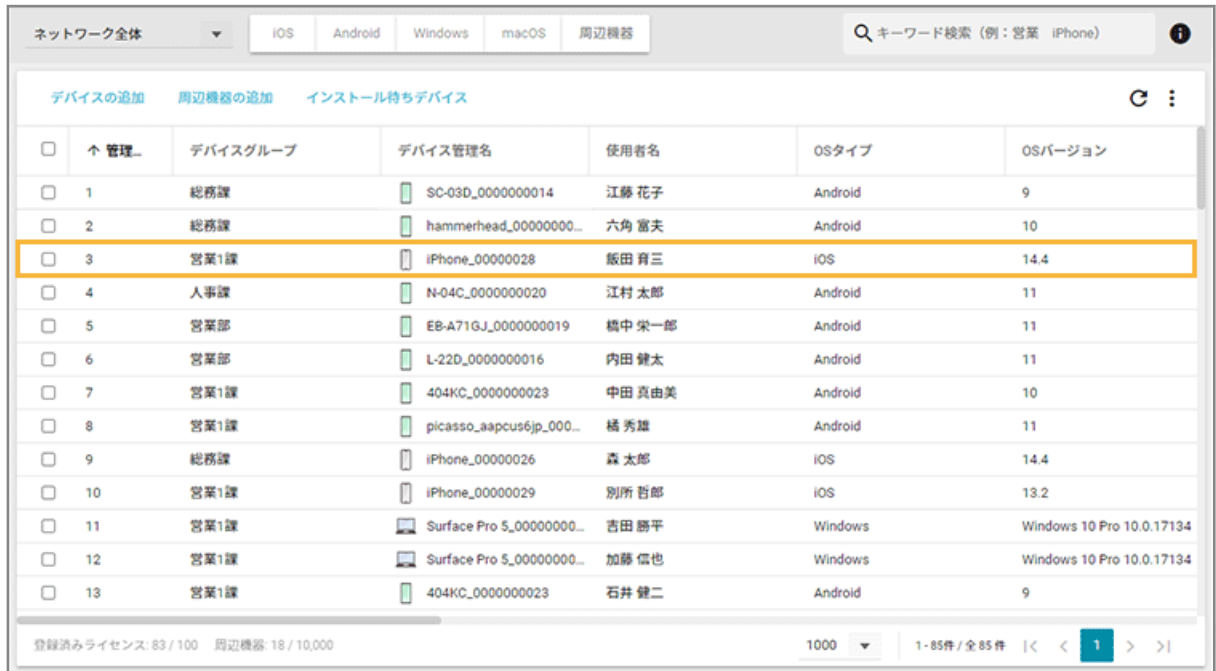 ネットワーク全体 iOS Android Windows macOS 周辺機器 キーワード検索（例：営業 iPhone）
デバイスの追加 周辺機器の追加 インストール待ちデバイス
管理... デバイスグループ デバイス管理名 使用者名 OSタイプ OSバージョン
1 総務課 SC-03D_0000000014 江藤 花子 Android 9
2 総務課 hammerhead_00000000... 六角 富夫 Android 10
3 営業1課 iPhone_00000028 飯田 育三 iOS 14.4
4 人事課 N-04C_0000000020 江村 太郎 Android 11
5 営業部 EB-A71GJ_0000000019 橋中 栄一郎 Android 11
6 営業部 L-22D_0000000016 内田 健太 Android 11
7 営業1課 404KC_0000000023 中田 真由美 Android 10
8 営業1課 picasso_aapcus6jp_000... 橘 秀雄 Android 11
9 総務課 iPhone_00000026 森 太郎 iOS 14.4
10 営業1課 iPhone_00000029 別所 哲郎 iOS 13.2
11 営業1課 Surface Pro 5_00000000... 吉田 勝平 Windows Windows 10 Pro 10.0.17134
12 営業1課 Surface Pro 5_00000000... 加藤 信也 Windows Windows 10 Pro 10.0.17134
13 営業1課 404KC_0000000023 石井 健二 Android 9
登録済みライセンス: 83 / 100 周辺機器: 18 / 10,000 1000 1 - 85件 / 全 85 件 1